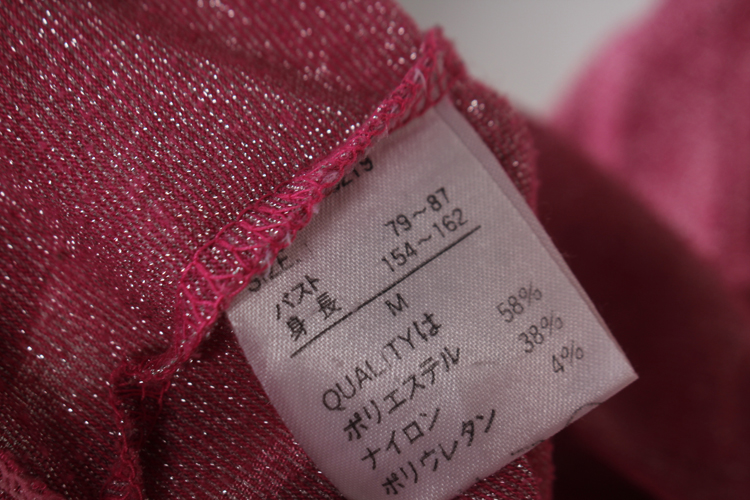 SIZE
バスト 79～87
身長 154～162
M
QUALITYは
ポリエステル 58%
ナイロン 38%
ポリウレタン 4%